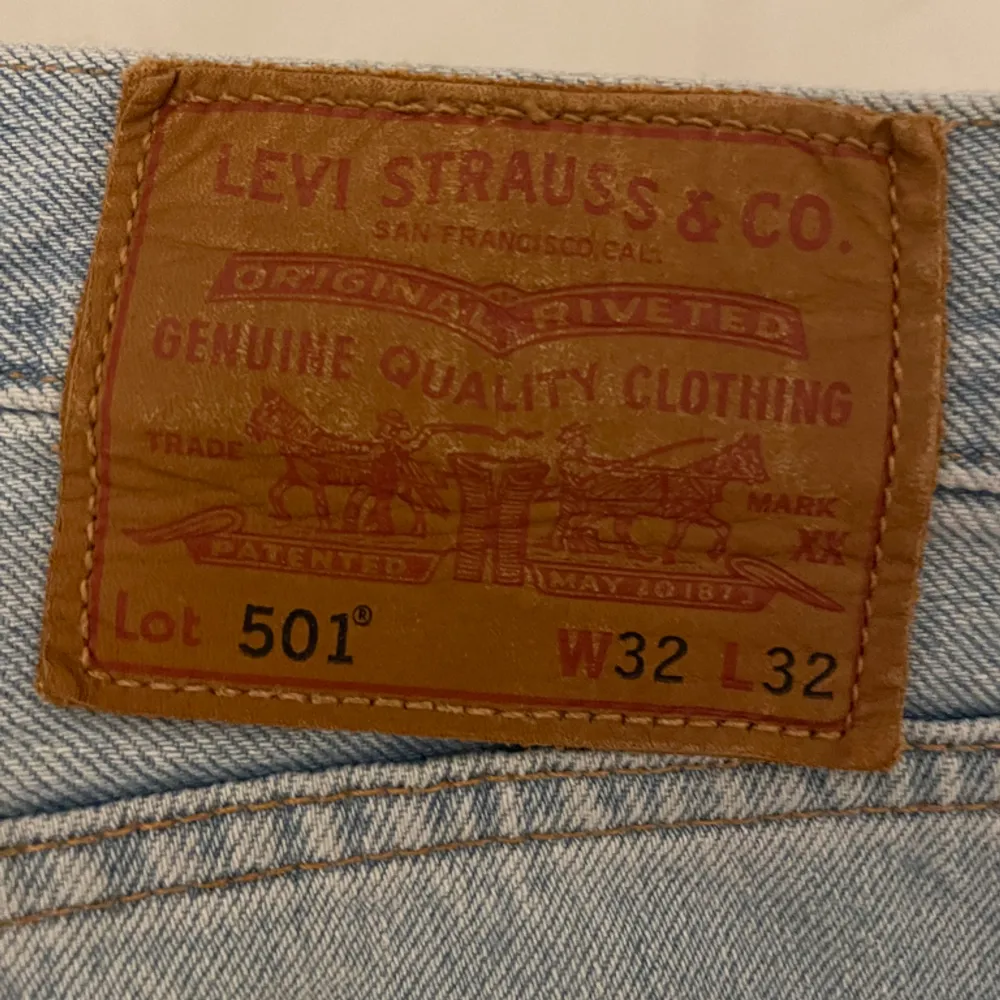 LEVI STRAUSS & CO.
SAN FRANCISCO, CAL.
ORIGINAL RIVETED
GENUINE QUALITY CLOTHING
TRADE MARK
XX
PATENTED MAY 20 1873
Lot 501® W32 L32